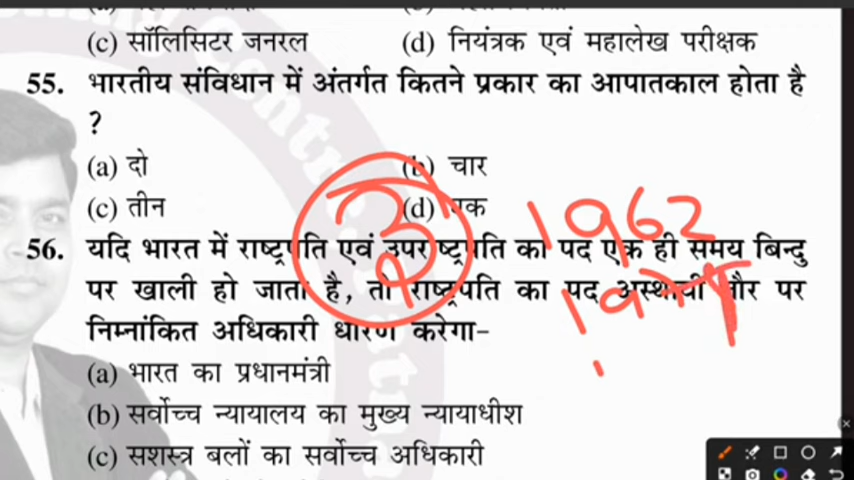 (c) सॉलिसिटर जनरल (d) नियंत्रक एवं महालेख परीक्षक
55. भारतीय संविधान में अंतर्गत कितने प्रकार का आपातकाल होता है
?
(a) दो (b) चार
(c) तीन (d) एक
1962
56. यदि भारत में राष्ट्रपति एवं उपराष्ट्रपति का पद एक ही समय बिन्दु
पर खाली हो जाता है, तो राष्ट्रपति का पद अस्थायी तौर पर
निम्नांकित अधिकारी धारण करेगा-
(a) भारत का प्रधानमंत्री
(b) सर्वोच्च न्यायालय का मुख्य न्यायाधीश
(c) सशस्त्र बलों का सर्वोच्च अधिकारी